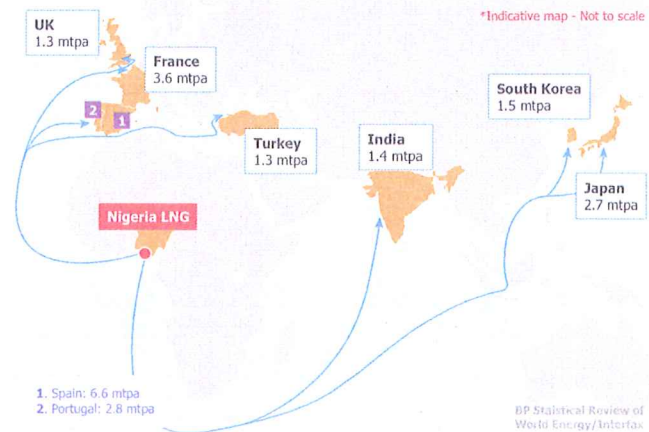 *Indicative map - Not to scale
UK
1.3 mtpa
France
3.6 mtpa
2
1
Turkey
1.3 mtpa
India
1.4 mtpa
South Korea
1.5 mtpa
Japan
2.7 mtpa
Nigeria LNG
1. Spain: 6.6 mtpa
2. Portugal: 2.8 mtpa
BP Statistical Review of
World Energy/Interfax